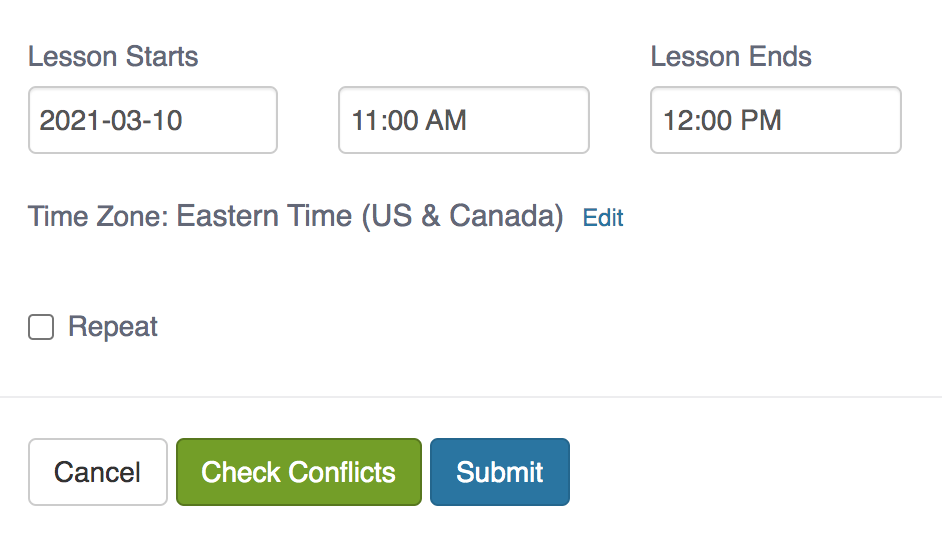 Lesson Starts Lesson Ends
2021-03-10 11:00 AM 12:00 PM
Time Zone: Eastern Time (US & Canada) Edit
Repeat
Cancel Check Conflicts Submit